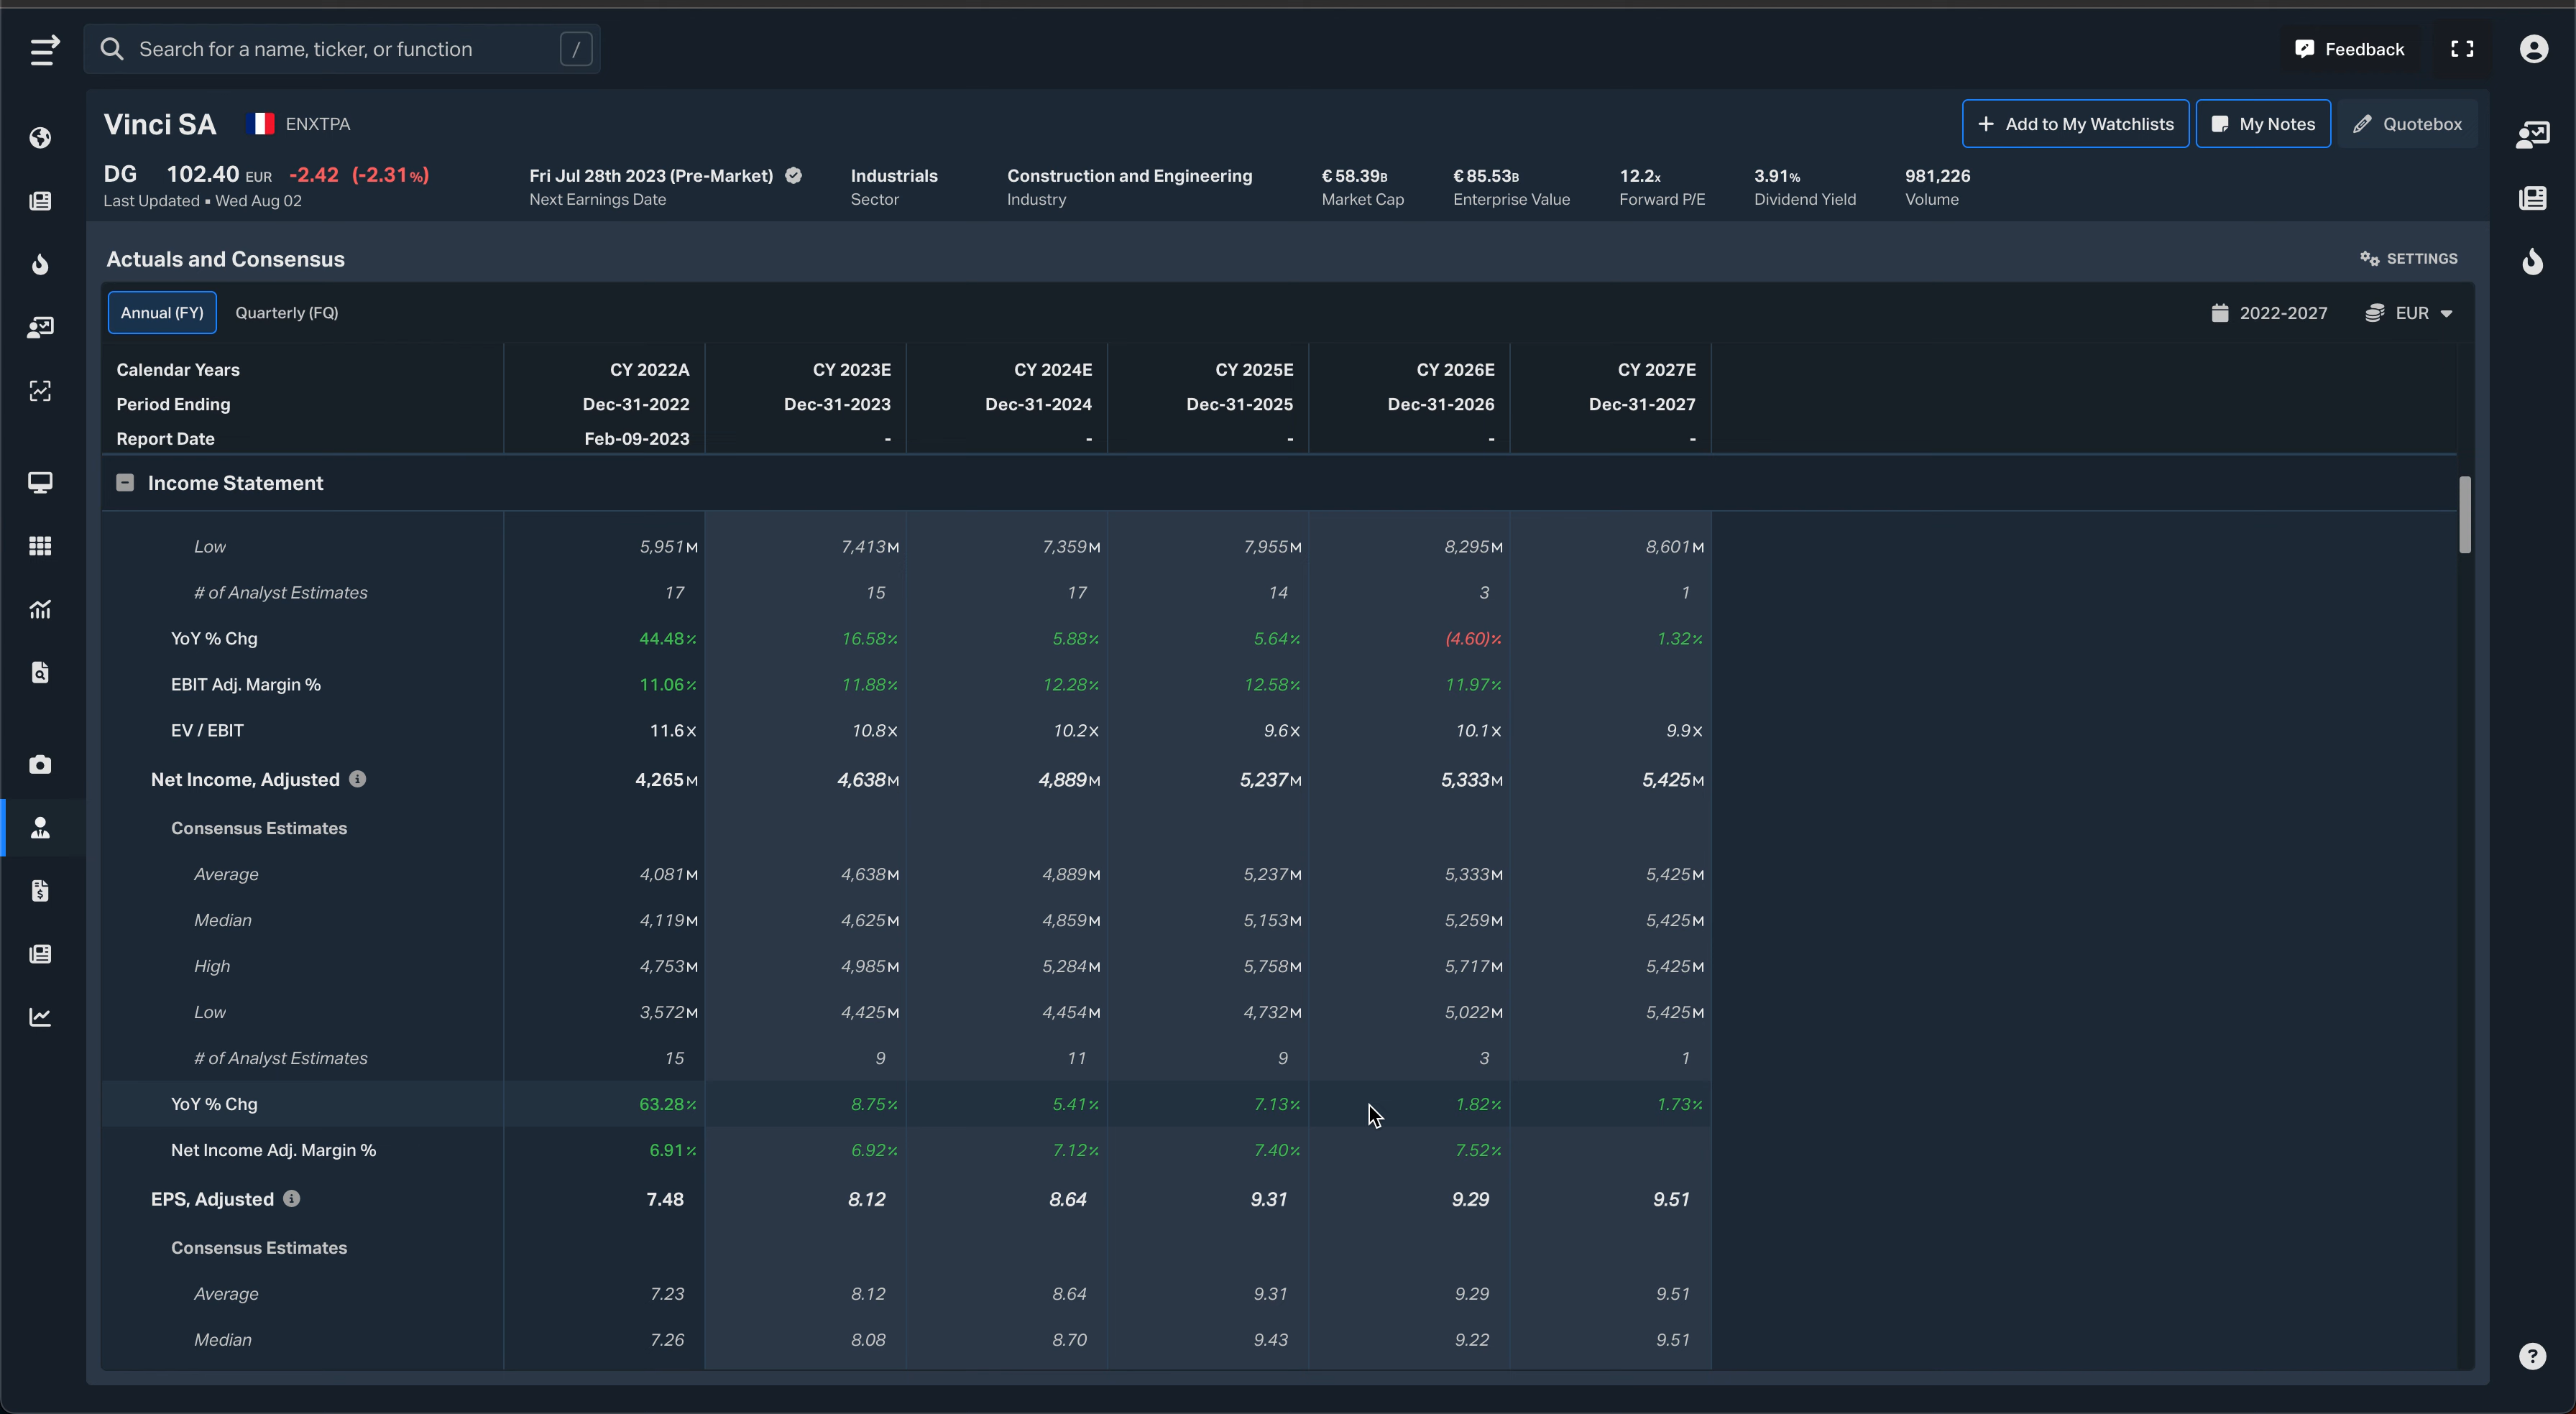 Search for a name, ticker, or function /
Feedback
Vinci SA ENXTPA
Add to My Watchlists My Notes Quotebox
DG 102.40 EUR -2.42 (-2.31%) Fri Jul 28th 2023 (Pre-Market) Industrials Construction and Engineering €58.39B €85.53B 12.2x 3.91% 981,226
Last Updated ▪ Wed Aug 02 Next Earnings Date Sector Industry Market Cap Enterprise Value Forward P/E Dividend Yield Volume
Actuals and Consensus SETTINGS
Annual (FY) Quarterly (FQ) 2022-2027 EUR
Calendar Years CY 2022A CY 2023E CY 2024E CY 2025E CY 2026E CY 2027E
Period Ending Dec-31-2022 Dec-31-2023 Dec-31-2024 Dec-31-2025 Dec-31-2026 Dec-31-2027
Report Date Feb-09-2023 - - - - -
Income Statement
Low 5,951M 7,413M 7,359M 7,955M 8,295M 8,601M
# of Analyst Estimates 17 15 17 14 3 1
YoY % Chg 44.48% 16.58% 5.88% 5.64% (4.60)% 1.32%
EBIT Adj. Margin % 11.06% 11.88% 12.28% 12.58% 11.97%
EV / EBIT 11.6x 10.8x 10.2x 9.6x 10.1x 9.9x
Net Income, Adjusted 4,265M 4,638M 4,889M 5,237M 5,333M 5,425M
Consensus Estimates
Average 4,081M 4,638M 4,889M 5,237M 5,333M 5,425M
Median 4,119M 4,625M 4,859M 5,153M 5,259M 5,425M
High 4,753M 4,985M 5,284M 5,758M 5,717M 5,425M
Low 3,572M 4,425M 4,454M 4,732M 5,022M 5,425M
# of Analyst Estimates 15 9 11 9 3 1
YoY % Chg 63.28% 8.75% 5.41% 7.13% 1.82% 1.73%
Net Income Adj. Margin % 6.91% 6.92% 7.12% 7.40% 7.52%
EPS, Adjusted 7.48 8.12 8.64 9.31 9.29 9.51
Consensus Estimates
Average 7.23 8.12 8.64 9.31 9.29 9.51
Median 7.26 8.08 8.70 9.43 9.22 9.51